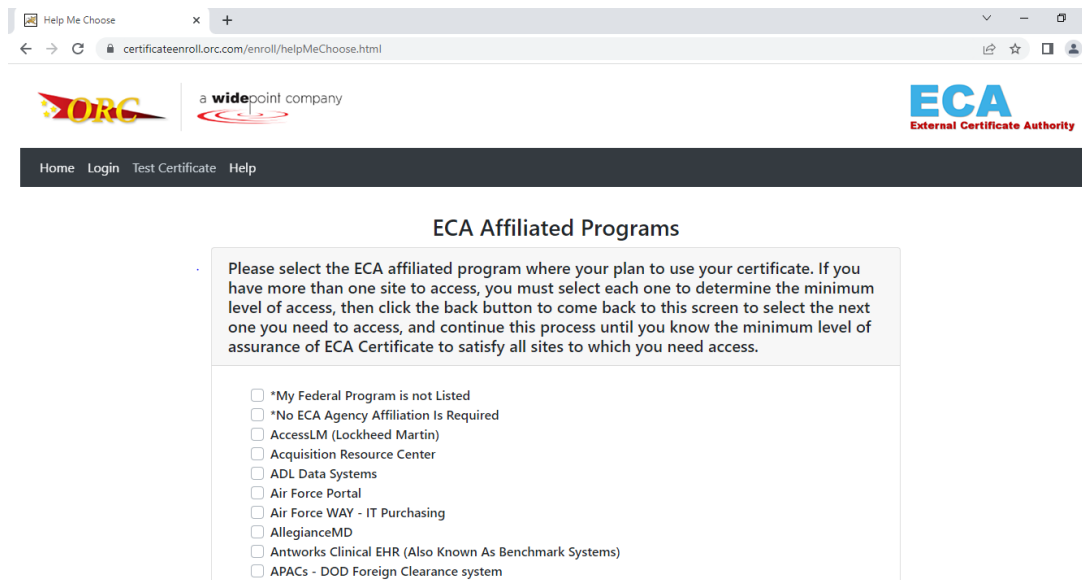 Help Me Choose
certificateenroll.orc.com/enroll/helpMeChoose.html
ORC
a widepoint company
ECA
External Certificate Authority
Home Login Test Certificate Help
ECA Affiliated Programs
Please select the ECA affiliated program where your plan to use your certificate. If you
have more than one site to access, you must select each one to determine the minimum
level of access, then click the back button to come back to this screen to select the next
one you need to access, and continue this process until you know the minimum level of
assurance of ECA Certificate to satisfy all sites to which you need access.
*My Federal Program is not Listed
*No ECA Agency Affiliation Is Required
AccessLM (Lockheed Martin)
Acquisition Resource Center
ADL Data Systems
Air Force Portal
Air Force WAY - IT Purchasing
AllegianceMD
Antworks Clinical EHR (Also Known As Benchmark Systems)
APACs - DOD Foreign Clearance system